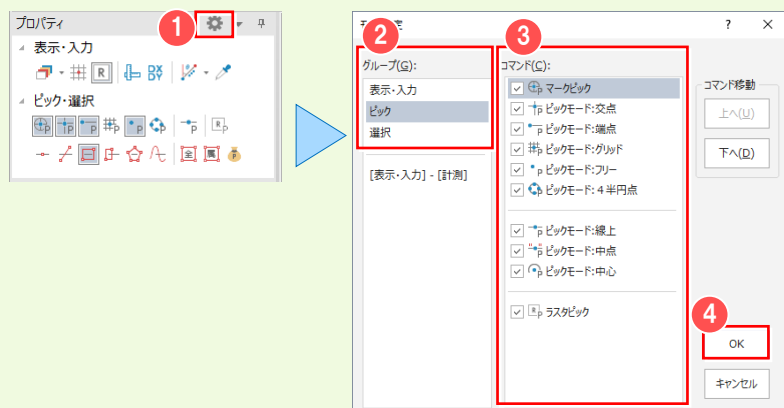 プロパティ
1
表示・入力
R
DX
DY
ピック・選択
P P P P P P P R P
全 属 P
2
3
4
? ×
グループ(G):
表示・入力
ピック
選択
[表示・入力] - [計測]
コマンド(C):
マークピック
ピックモード:交点
ピックモード:端点
ピックモード:グリッド
ピックモード:フリー
ピックモード:４半円点
ピックモード:線上
ピックモード:中点
ピックモード:中心
ラスタピック
コマンド移動
上へ(U)
下へ(D)
OK
キャンセル